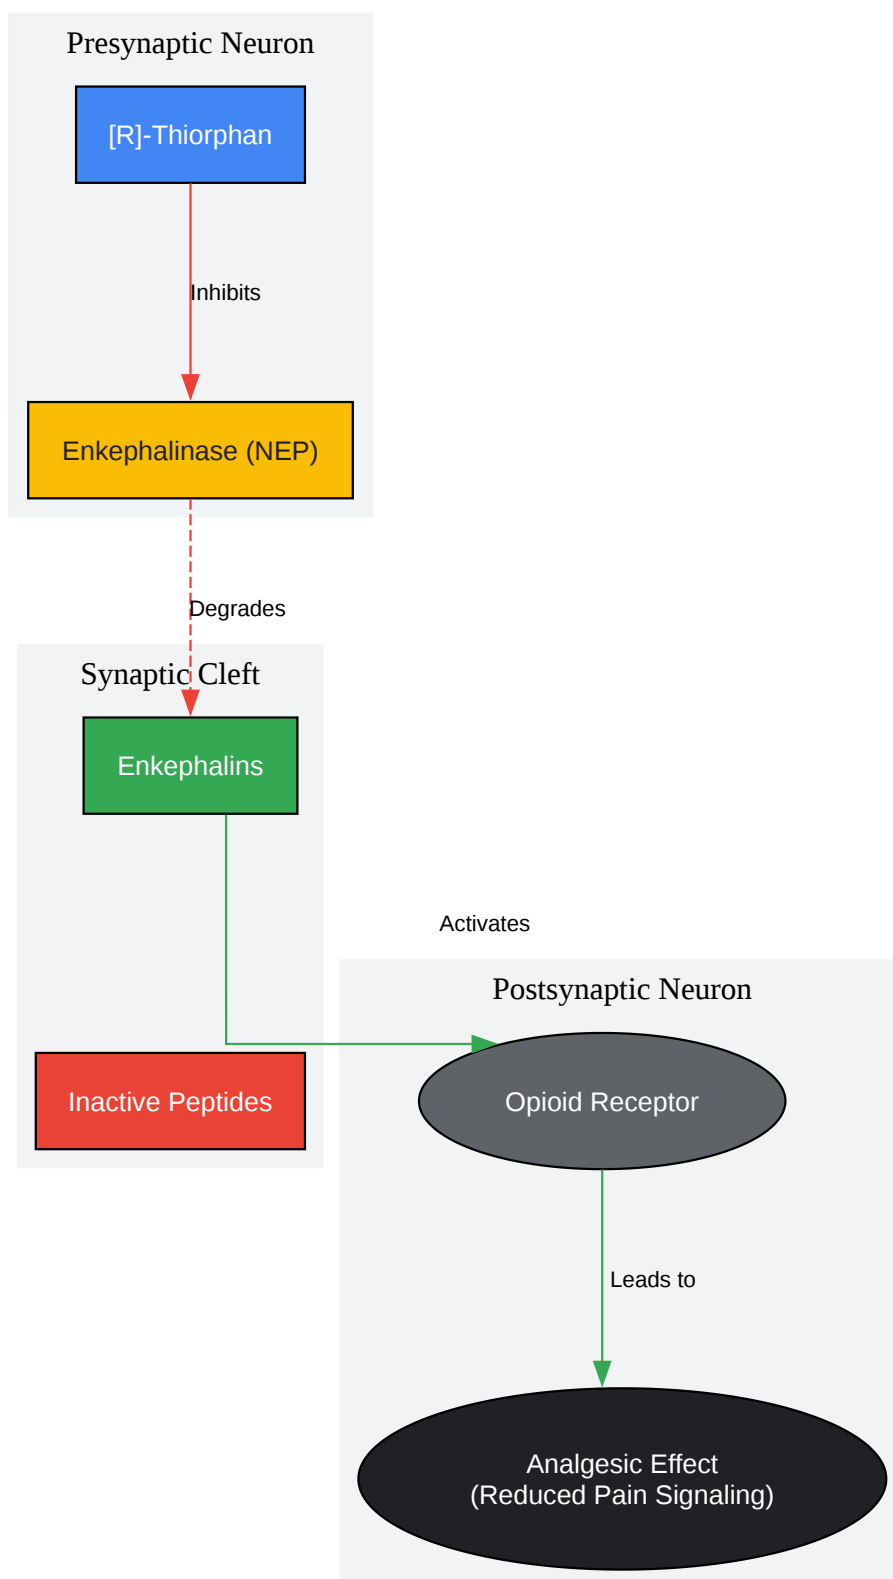 Presynaptic Neuron
[R]-Thiorphan
Inhibits
Enkephalinase (NEP)
Degrades
Synaptic Cleft
Enkephalins
Activates
Postsynaptic Neuron
Inactive Peptides
Opioid Receptor
Leads to
Analgesic Effect
(Reduced Pain Signaling)